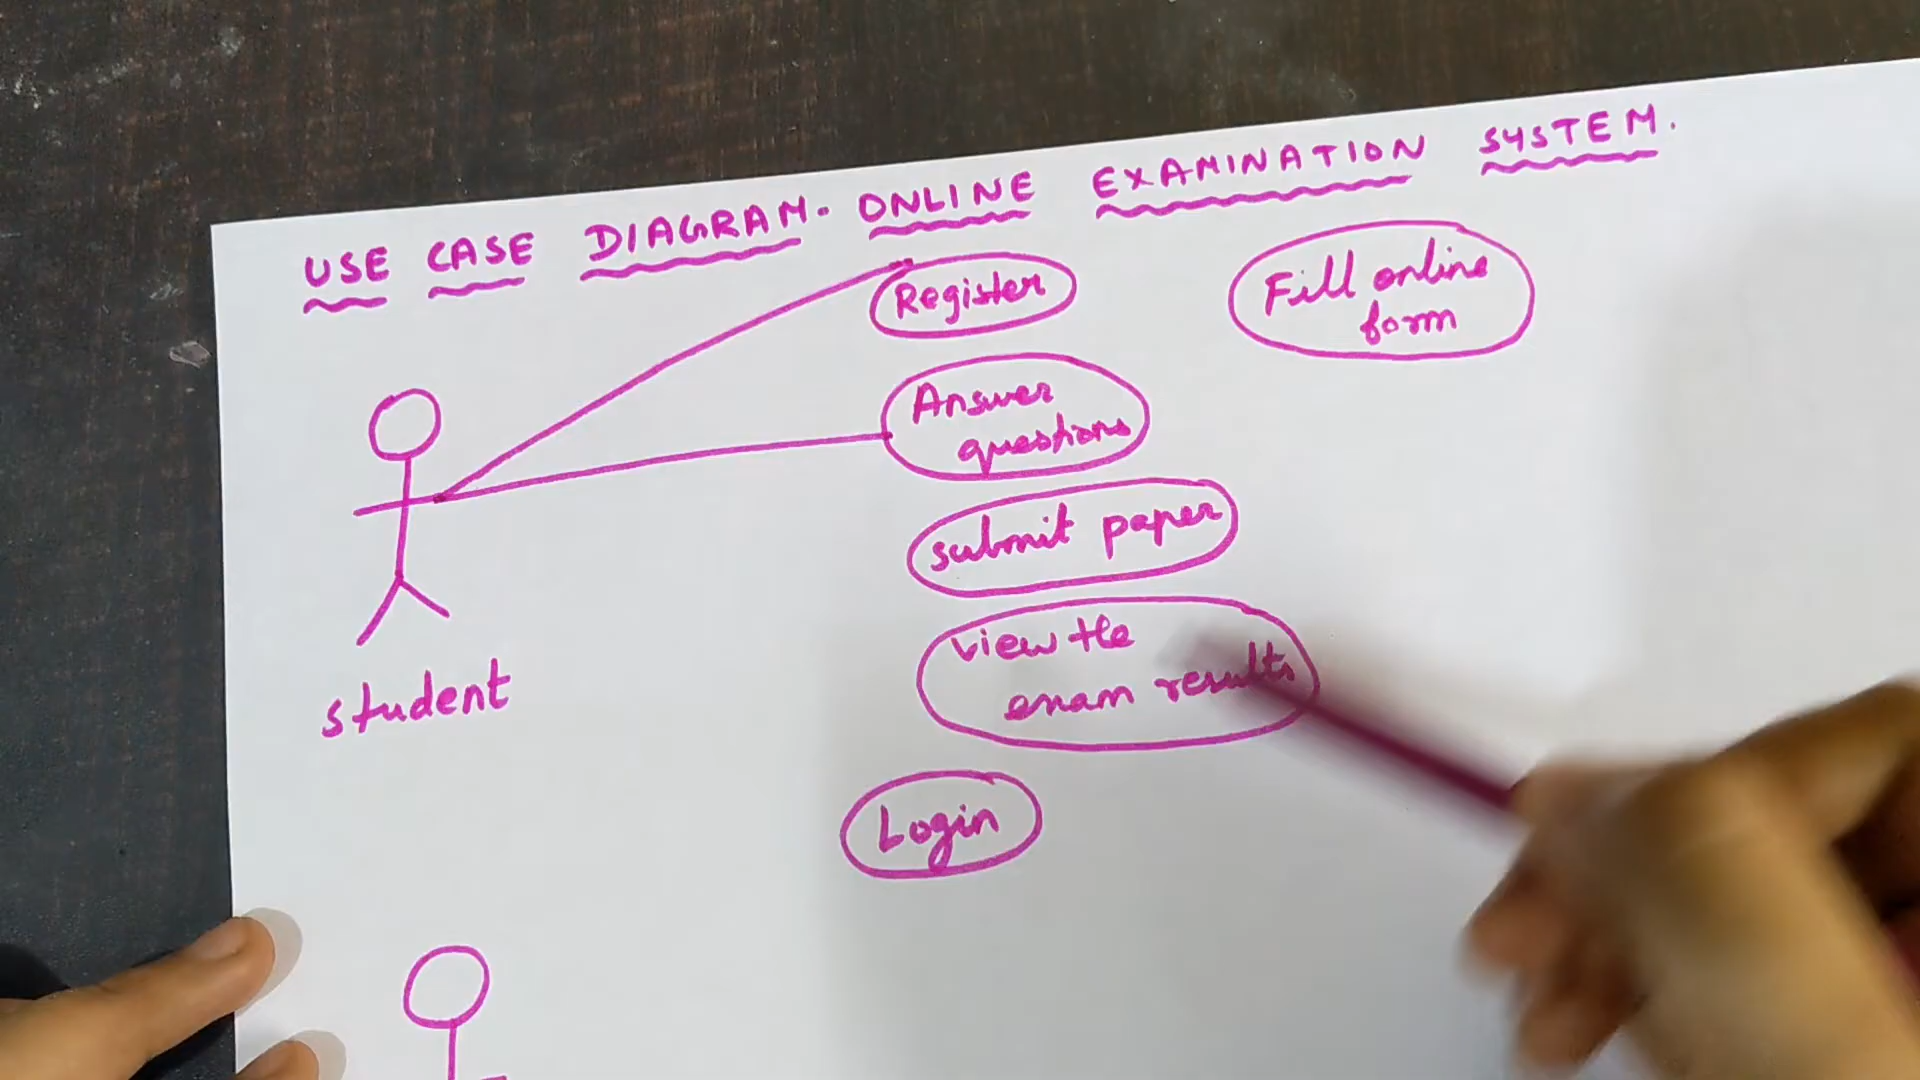 USE CASE DIAGRAM. ONLINE EXAMINATION SYSTEM.
Register
Fill online
form
Answer
questions
submit paper
view the
exam results
student
Login